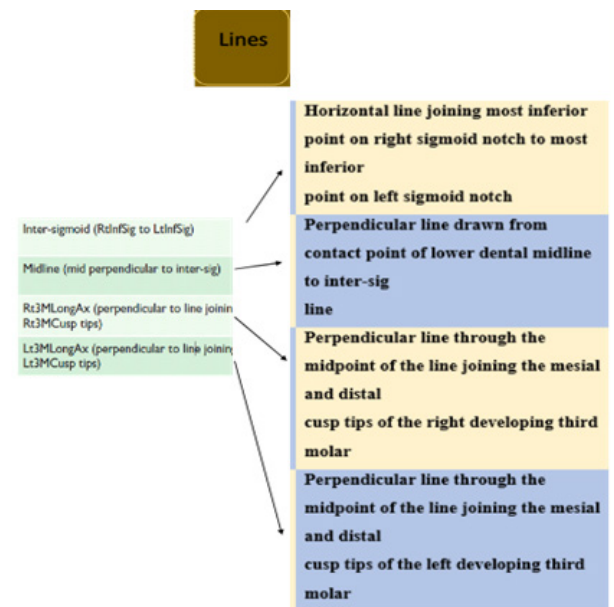 Lines
Inter-sigmoid (RtInfSig to LtInfSig)
Midline (mid perpendicular to inter-sig)
Rt3MLongAx (perpendicular to line joinin
Rt3MCusp tips)
Lt3MLongAx (perpendicular to line joining
Lt3MCusp tips)
Horizontal line joining most inferior
point on right sigmoid notch to most
inferior
point on left sigmoid notch
Perpendicular line drawn from
contact point of lower dental midline
to inter-sig
line
Perpendicular line through the
midpoint of the line joining the mesial
and distal
cusp tips of the right developing third
molar
Perpendicular line through the
midpoint of the line joining the mesial
and distal
cusp tips of the left developing third
molar